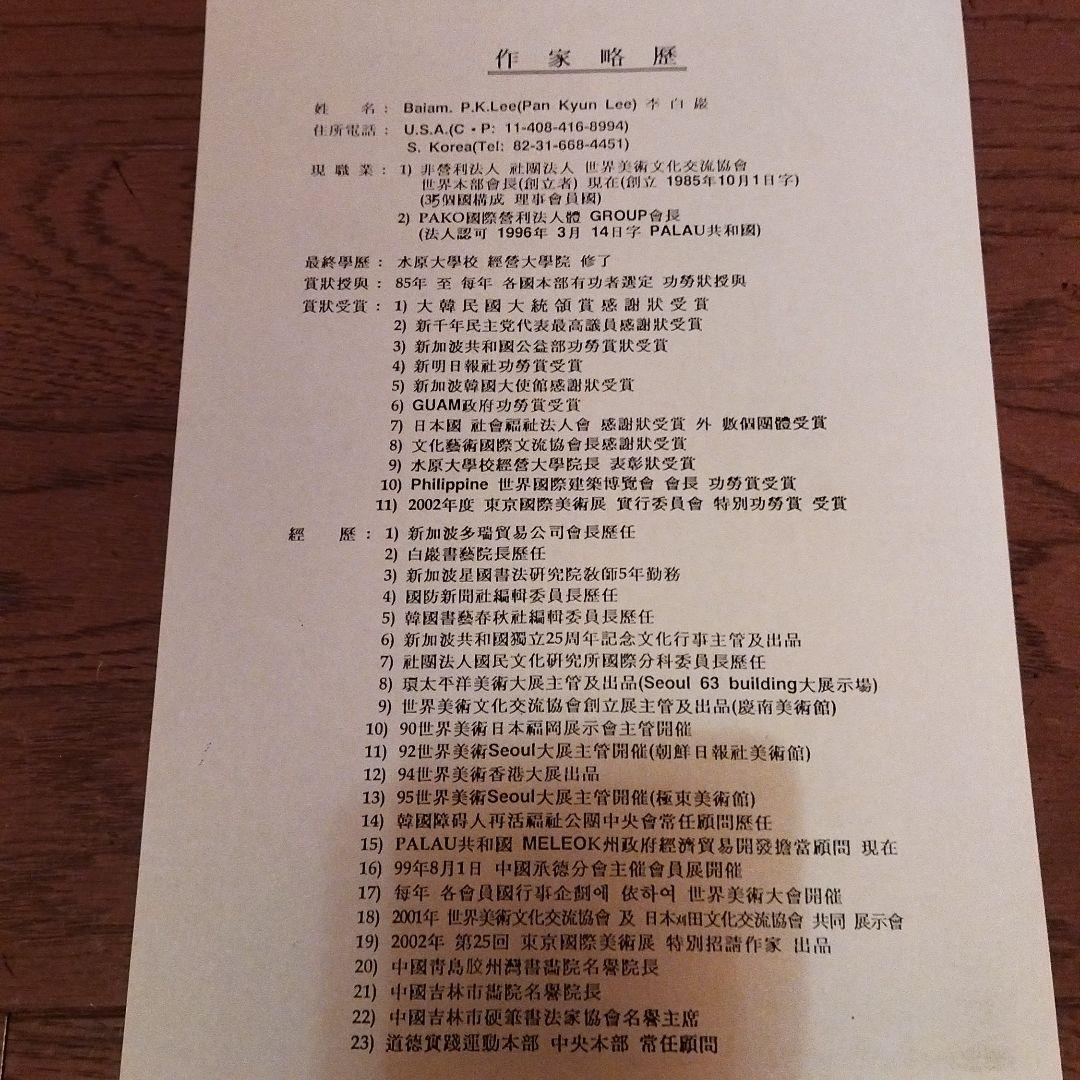 作家略歷
姓 名 : Baiam. P.K.Lee(Pan Kyun Lee) 李白巖
住所電話 : U.S.A.(C・P: 11-408-416-8994)
S. Korea(Tel: 82-31-668-4451)
現職業 : 1) 非營利法人 社團法人 世界美術文化交流協會
世界本部會長(創立者) 現在(創立 1985年10月1日字)
(35個國構成 理事會員國)
2) PAKO國際營利法人體 GROUP會長
(法人認可 1996年 3月 14日字 PALAU共和國)
最終學歷 : 水原大學校 經營大學院 修了
賞狀授與 : 85年 至 每年 各國本部有功者選定 功勞狀授與
賞狀受賞 : 1) 大韓民國大統領賞感謝狀受賞
2) 新千年民主党代表最高議員感謝狀受賞
3) 新加波共和國公益部功勞賞狀受賞
4) 新明日報社功勞賞受賞
5) 新加波韓國大使館感謝狀受賞
6) GUAM政府功勞賞受賞
7) 日本國 社會福祉法人會 感謝狀受賞 外 數個團體受賞
8) 文化藝術國際文流協會長感謝狀受賞
9) 水原大學校經營大學院長 表彰狀受賞
10) Philippine 世界國際建築博覽會 會長 功勞賞受賞
11) 2002年度 東京國際美術展 實行委員會 特別功勞賞 受賞
經 歷 : 1) 新加波多瑞貿易公司會長歷任
2) 白巖書藝院長歷任
3) 新加波星國書法硏究院敎師5年勤務
4) 國防新聞社編輯委員長歷任
5) 韓國書藝春秋社編輯委員長歷任
6) 新加波共和國獨立25周年記念文化行事主管及出品
7) 社團法人國民文化硏究所國際分科委員長歷任
8) 環太平洋美術大展主管及出品(Seoul 63 building大展示場)
9) 世界美術文化交流協會創立展主管及出品(慶南美術館)
10) 90世界美術日本福岡展示會主管開催
11) 92世界美術Seoul大展主管開催(朝鮮日報社美術館)
12) 94世界美術香港大展出品
13) 95世界美術Seoul大展主管開催(極東美術館)
14) 韓國障碍人再活福祉公團中央會常任顧問歷任
15) PALAU共和國 MELEOK州政府經濟貿易開發擔當顧問 現在
16) 99年8月1日 中國承德分會主催會員展開催
17) 每年 各會員國行事企劃에 依하여 世界美術大會開催
18) 2001年 世界美術文化交流協會 及 日本刈田文化交流協會 共同 展示會
19) 2002年 第25回 東京國際美術展 特別招請作家 出品
20) 中國靑島胶州灣書畵院名譽院長
21) 中國吉林市畵院名譽院長
22) 中國吉林市硬筆書法家協會名譽主席
23) 道德實踐運動本部 中央本部 常任顧問